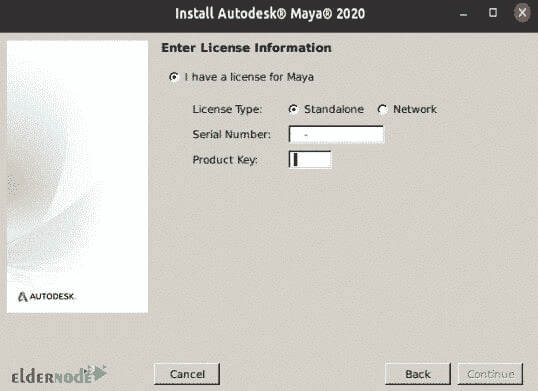 Install Autodesk® Maya® 2020
Enter License Information
I have a license for Maya
License Type: Standalone Network
Serial Number: -
Product Key:
AUTODESK.
ELDERNODE
Cancel Back Continue